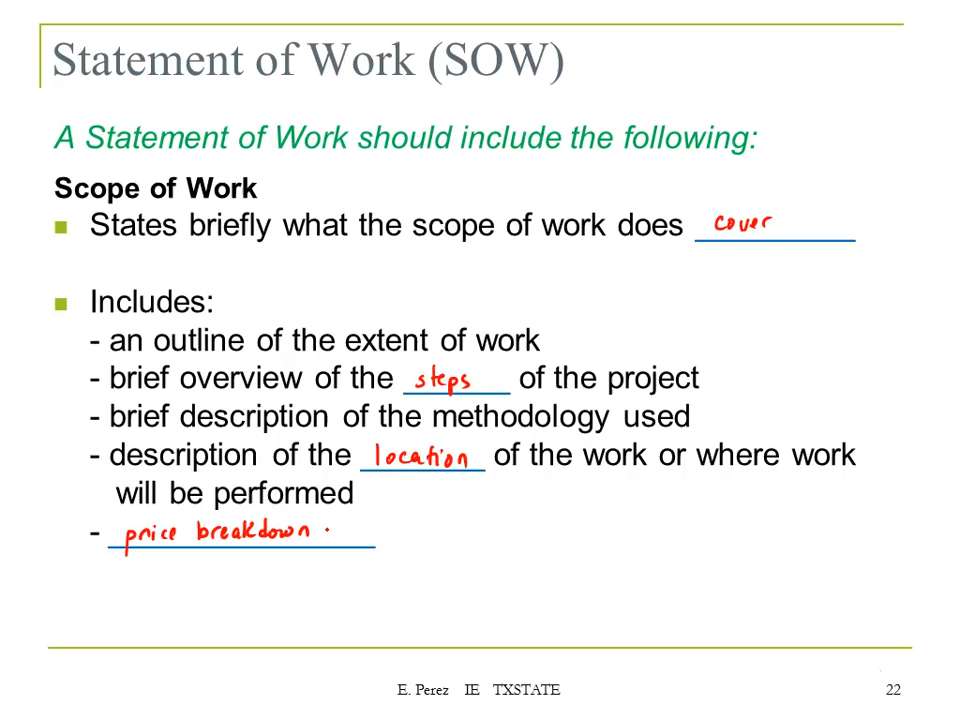 Statement of Work (SOW)
A Statement of Work should include the following:
Scope of Work
■ States briefly what the scope of work does cover
■ Includes:
- an outline of the extent of work
- brief overview of the steps of the project
- brief description of the methodology used
- description of the location of the work or where work
will be performed
- price breakdown
E. Perez IE TXSTATE 22